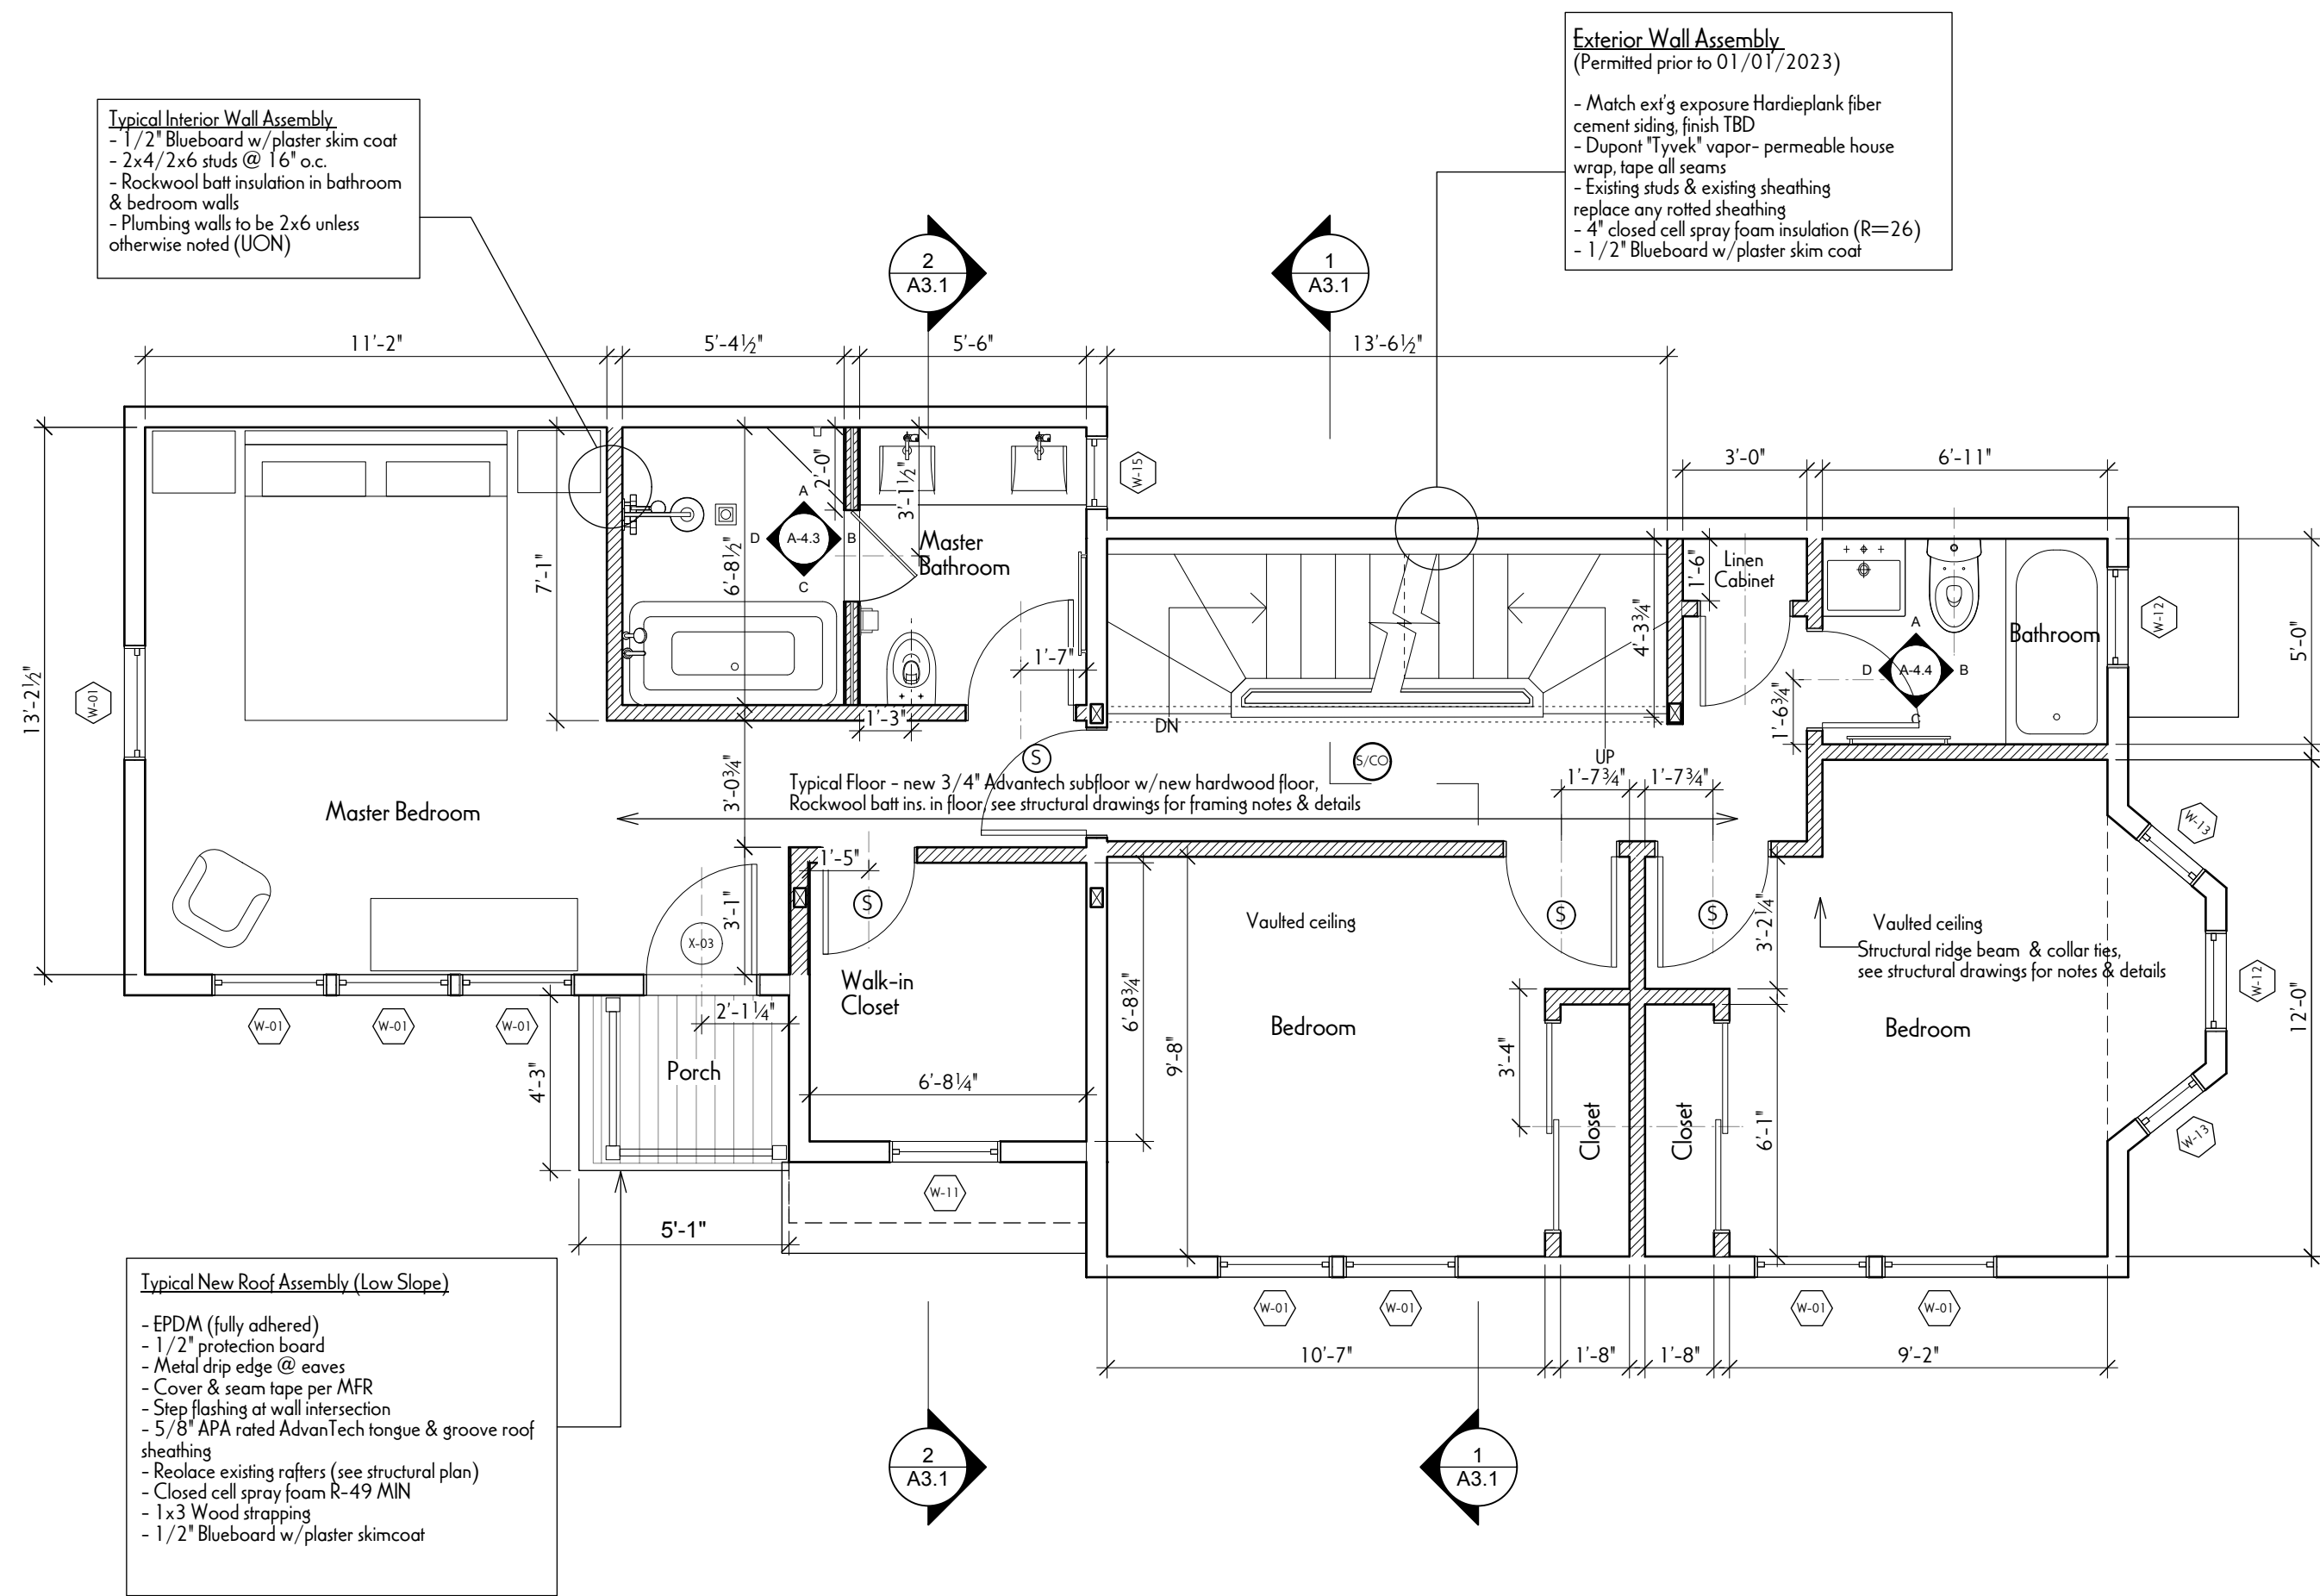 Exterior Wall Assembly
(Permitted prior to 01/01/2023)
- Match ext'g exposure Hardieplank fiber
cement siding, finish TBD
- Dupont "Tyvek" vapor- permeable house
wrap, tape all seams
- Existing studs & existing sheathing
replace any rotted sheathing
- 4" closed cell spray foam insulation (R=26)
- 1/2" Blueboard w/plaster skim coat
Typical Interior Wall Assembly
- 1/2" Blueboard w/plaster skim coat
- 2x4/2x6 studs @ 16" o.c.
- Rockwool batt insulation in bathroom
& bedroom walls
- Plumbing walls to be 2x6 unless
otherwise noted (UON)
2
A3.1
1
A3.1
11'-2"
5'-4½"
5'-6"
13'-6½"
3'-0"
6'-11"
W-15
2'-0"
3'-1½"
A
D
A-4.3
B
C
Master
Bathroom
7'-1"
6'-8½"
1'-6"
Linen
Cabinet
4'-3¾"
W-12
Bathroom
5'-0"
A
D
A-4.4
B
C
1'-6¾"
W-01
13'-2½"
1'-7"
1'-3"
DN
UP
S
S/CO
1'-7¾"
1'-7¾"
Typical Floor - new 3/4" Advantech subfloor w/new hardwood floor,
Rockwool batt ins. in floor, see structural drawings for framing notes & details
3'-0¾"
Master Bedroom
W-13
1'-5"
S
3'-1"
X-03
S
S
Vaulted ceiling
3'-2¼"
Vaulted ceiling
Structural ridge beam & collar ties,
see structural drawings for notes & details
Walk-in
Closet
6'-8¾"
W-12
12'-0"
2'-1¼"
W-01
W-01
W-01
Bedroom
Bedroom
9'-8"
3'-4"
4'-3"
Porch
6'-8¼"
Closet
Closet
6'-1"
W-13
W-11
5'-1"
W-01
W-01
W-01
W-01
10'-7"
1'-8"
1'-8"
9'-2"
Typical New Roof Assembly (Low Slope)
- EPDM (fully adhered)
- 1/2" protection board
- Metal drip edge @ eaves
- Cover & seam tape per MFR
- Step flashing at wall intersection
- 5/8" APA rated AdvanTech tongue & groove roof
sheathing
- Reolace existing rafters (see structural plan)
- Closed cell spray foam R-49 MIN
- 1x3 Wood strapping
- 1/2" Blueboard w/plaster skimcoat
2
A3.1
1
A3.1